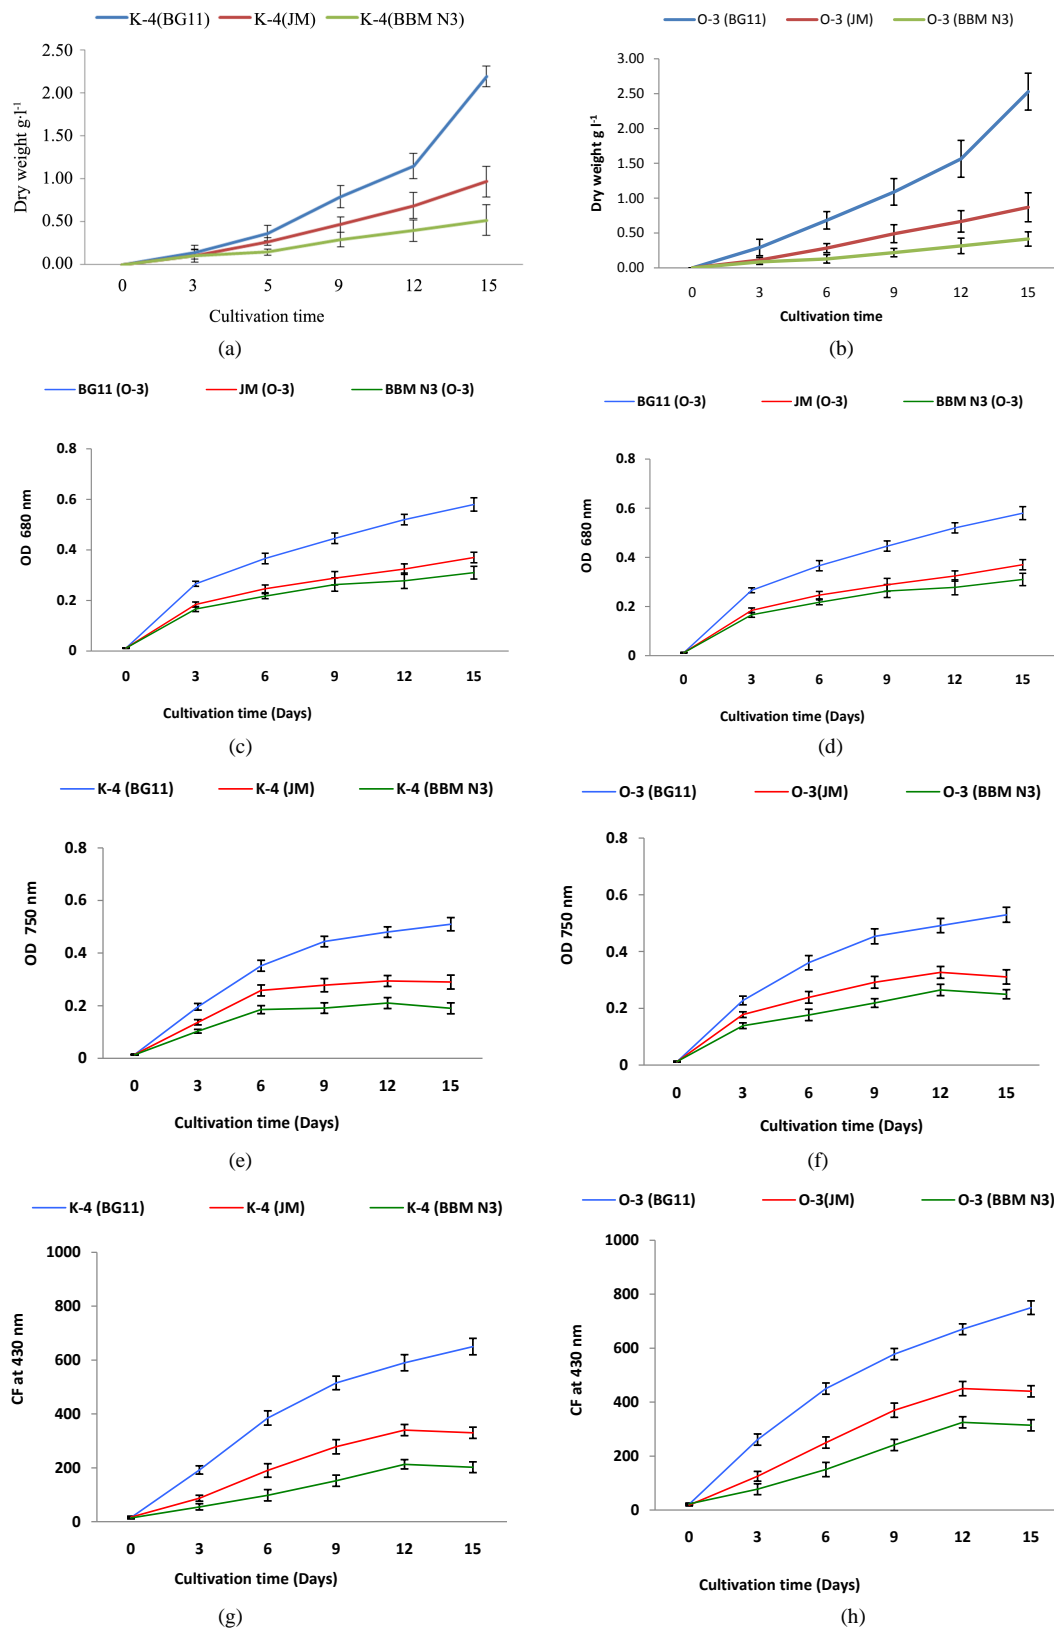 K-4(BG11) K-4(JM) K-4(BBM N3)
2.50
2.00
1.50
1.00
0.50
0.00
Dry weight g·l-1
0 3 5 9 12 15
Cultivation time
(a)
O-3 (BG11) O-3 (JM) O-3 (BBM N3)
3.00
2.50
2.00
1.50
1.00
0.50
0.00
Dry weight g l-1
0 3 6 9 12 15
Cultivation time
(b)
BG11 (O-3) JM (O-3) BBM N3 (O-3)
0.8
0.6
0.4
0.2
0
OD 680 nm
0 3 6 9 12 15
Cultivation time (Days)
(c)
BG11 (O-3) JM (O-3) BBM N3 (O-3)
0.8
0.6
0.4
0.2
0
OD 680 nm
0 3 6 9 12 15
Cultivation time (Days)
(d)
K-4 (BG11) K-4 (JM) K-4 (BBM N3)
0.8
0.6
0.4
0.2
0
OD 750 nm
0 3 6 9 12 15
Cultivation time (Days)
(e)
O-3 (BG11) O-3(JM) O-3 (BBM N3)
0.8
0.6
0.4
0.2
0
OD 750 nm
0 3 6 9 12 15
Cultivation time (Days)
(f)
K-4 (BG11) K-4 (JM) K-4 (BBM N3)
1000
800
600
400
200
0
CF at 430 nm
0 3 6 9 12 15
Cultivation time (Days)
(g)
O-3 (BG11) O-3(JM) O-3 (BBM N3)
1000
800
600
400
200
0
CF at 430 nm
0 3 6 9 12 15
Cultivation time (Days)
(h)